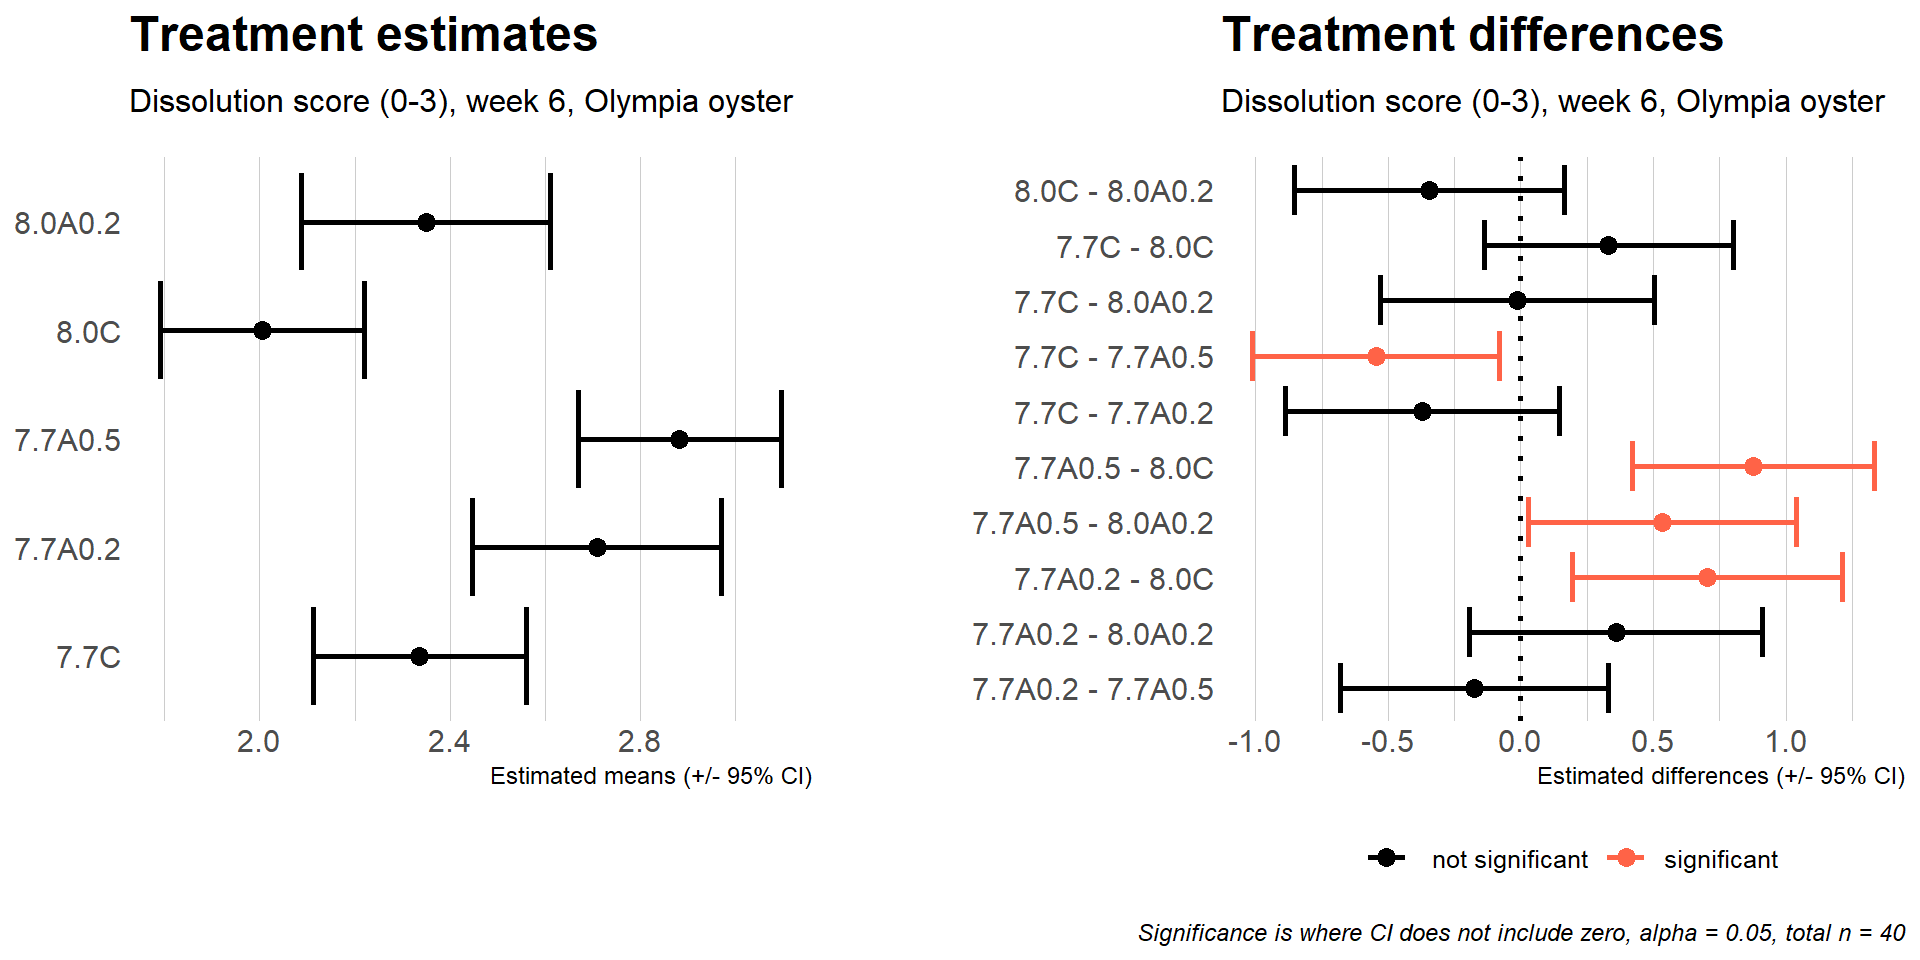 Treatment estimates
Dissolution score (0-3), week 6, Olympia oyster
8.0A0.2
8.0C
7.7A0.5
7.7A0.2
7.7C
2.0 2.4 2.8
Estimated means (+/- 95% CI)
Treatment differences
Dissolution score (0-3), week 6, Olympia oyster
8.0C - 8.0A0.2
7.7C - 8.0C
7.7C - 8.0A0.2
7.7C - 7.7A0.5
7.7C - 7.7A0.2
7.7A0.5 - 8.0C
7.7A0.5 - 8.0A0.2
7.7A0.2 - 8.0C
7.7A0.2 - 8.0A0.2
7.7A0.2 - 7.7A0.5
-1.0 -0.5 0.0 0.5 1.0
Estimated differences (+/- 95% CI)
not significant significant
Significance is where CI does not include zero, alpha = 0.05, total n = 40